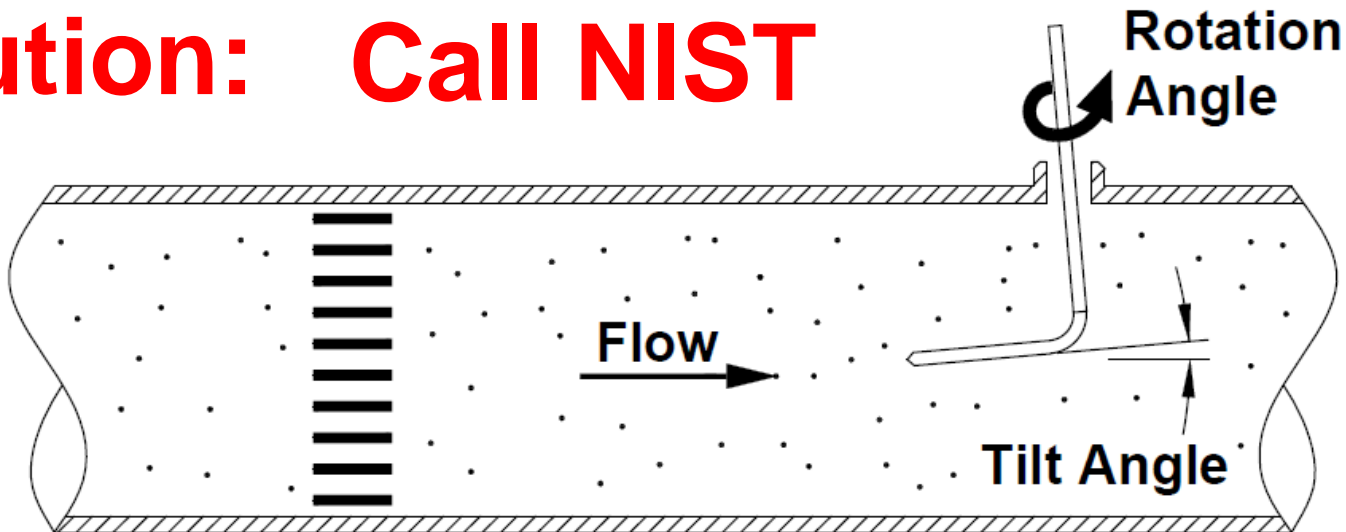 ution: Call NIST
Rotation
Angle
Flow
Tilt Angle